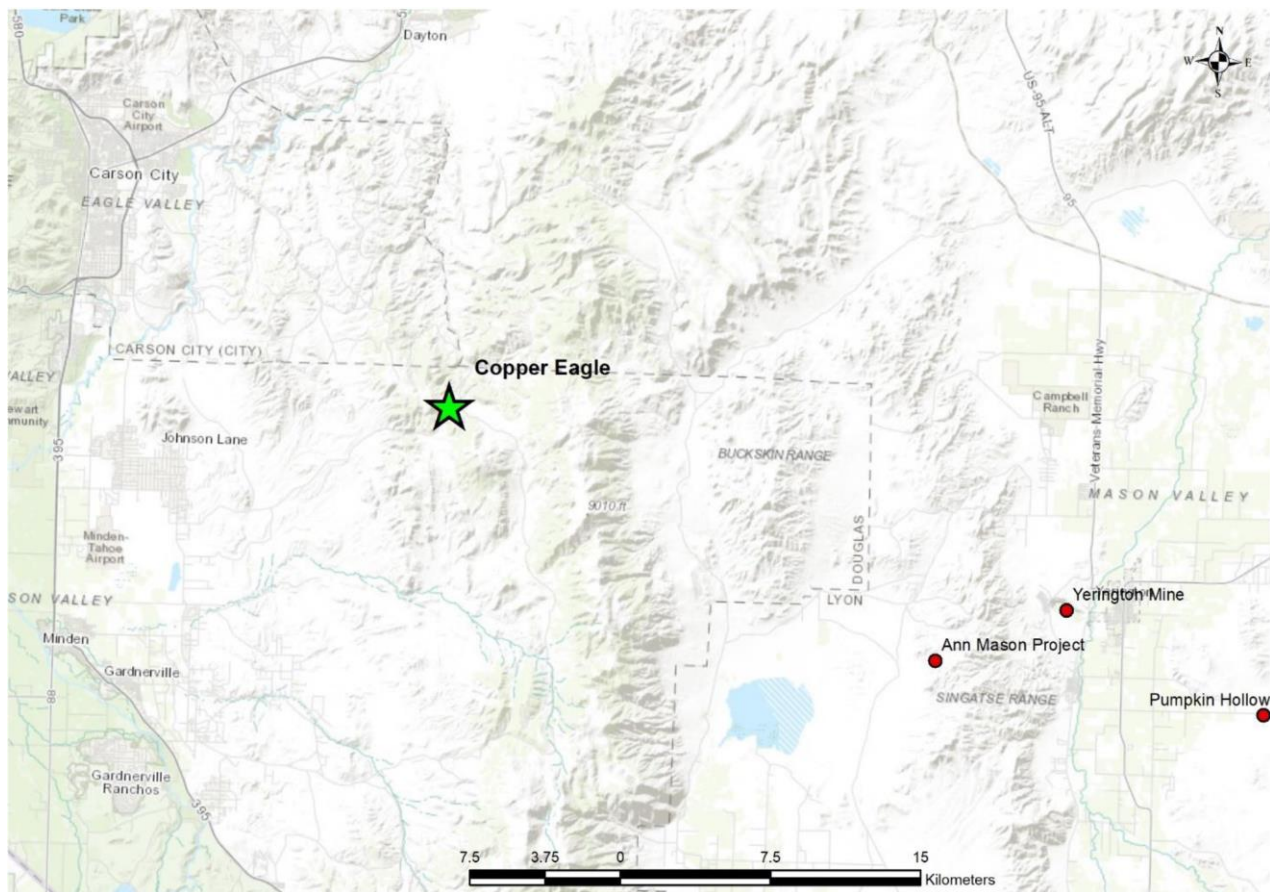 580
Park
Dayton
N
W E
S
Carson
City
Airport
US-95-ALT
Carson City
EAGLE VALLEY
95
CARSON CITY (CITY)
Copper Eagle
VALLEY
Campbell
Ranch
Veterans-Memorial-Hwy
395
Johnson Lane
BUCKSKIN RANGE
MASON VALLEY
9010 ft
Minden-
Tahoe
Airport
DOUGLAS
SON VALLEY
LYON
Yerington Mine
Minden
Ann Mason Project
Gardnerville
88
SINGATSE RANGE
Pumpkin Hollow
Gardnerville
Ranchos
395
7.5 3.75 0 7.5 15
Kilometers